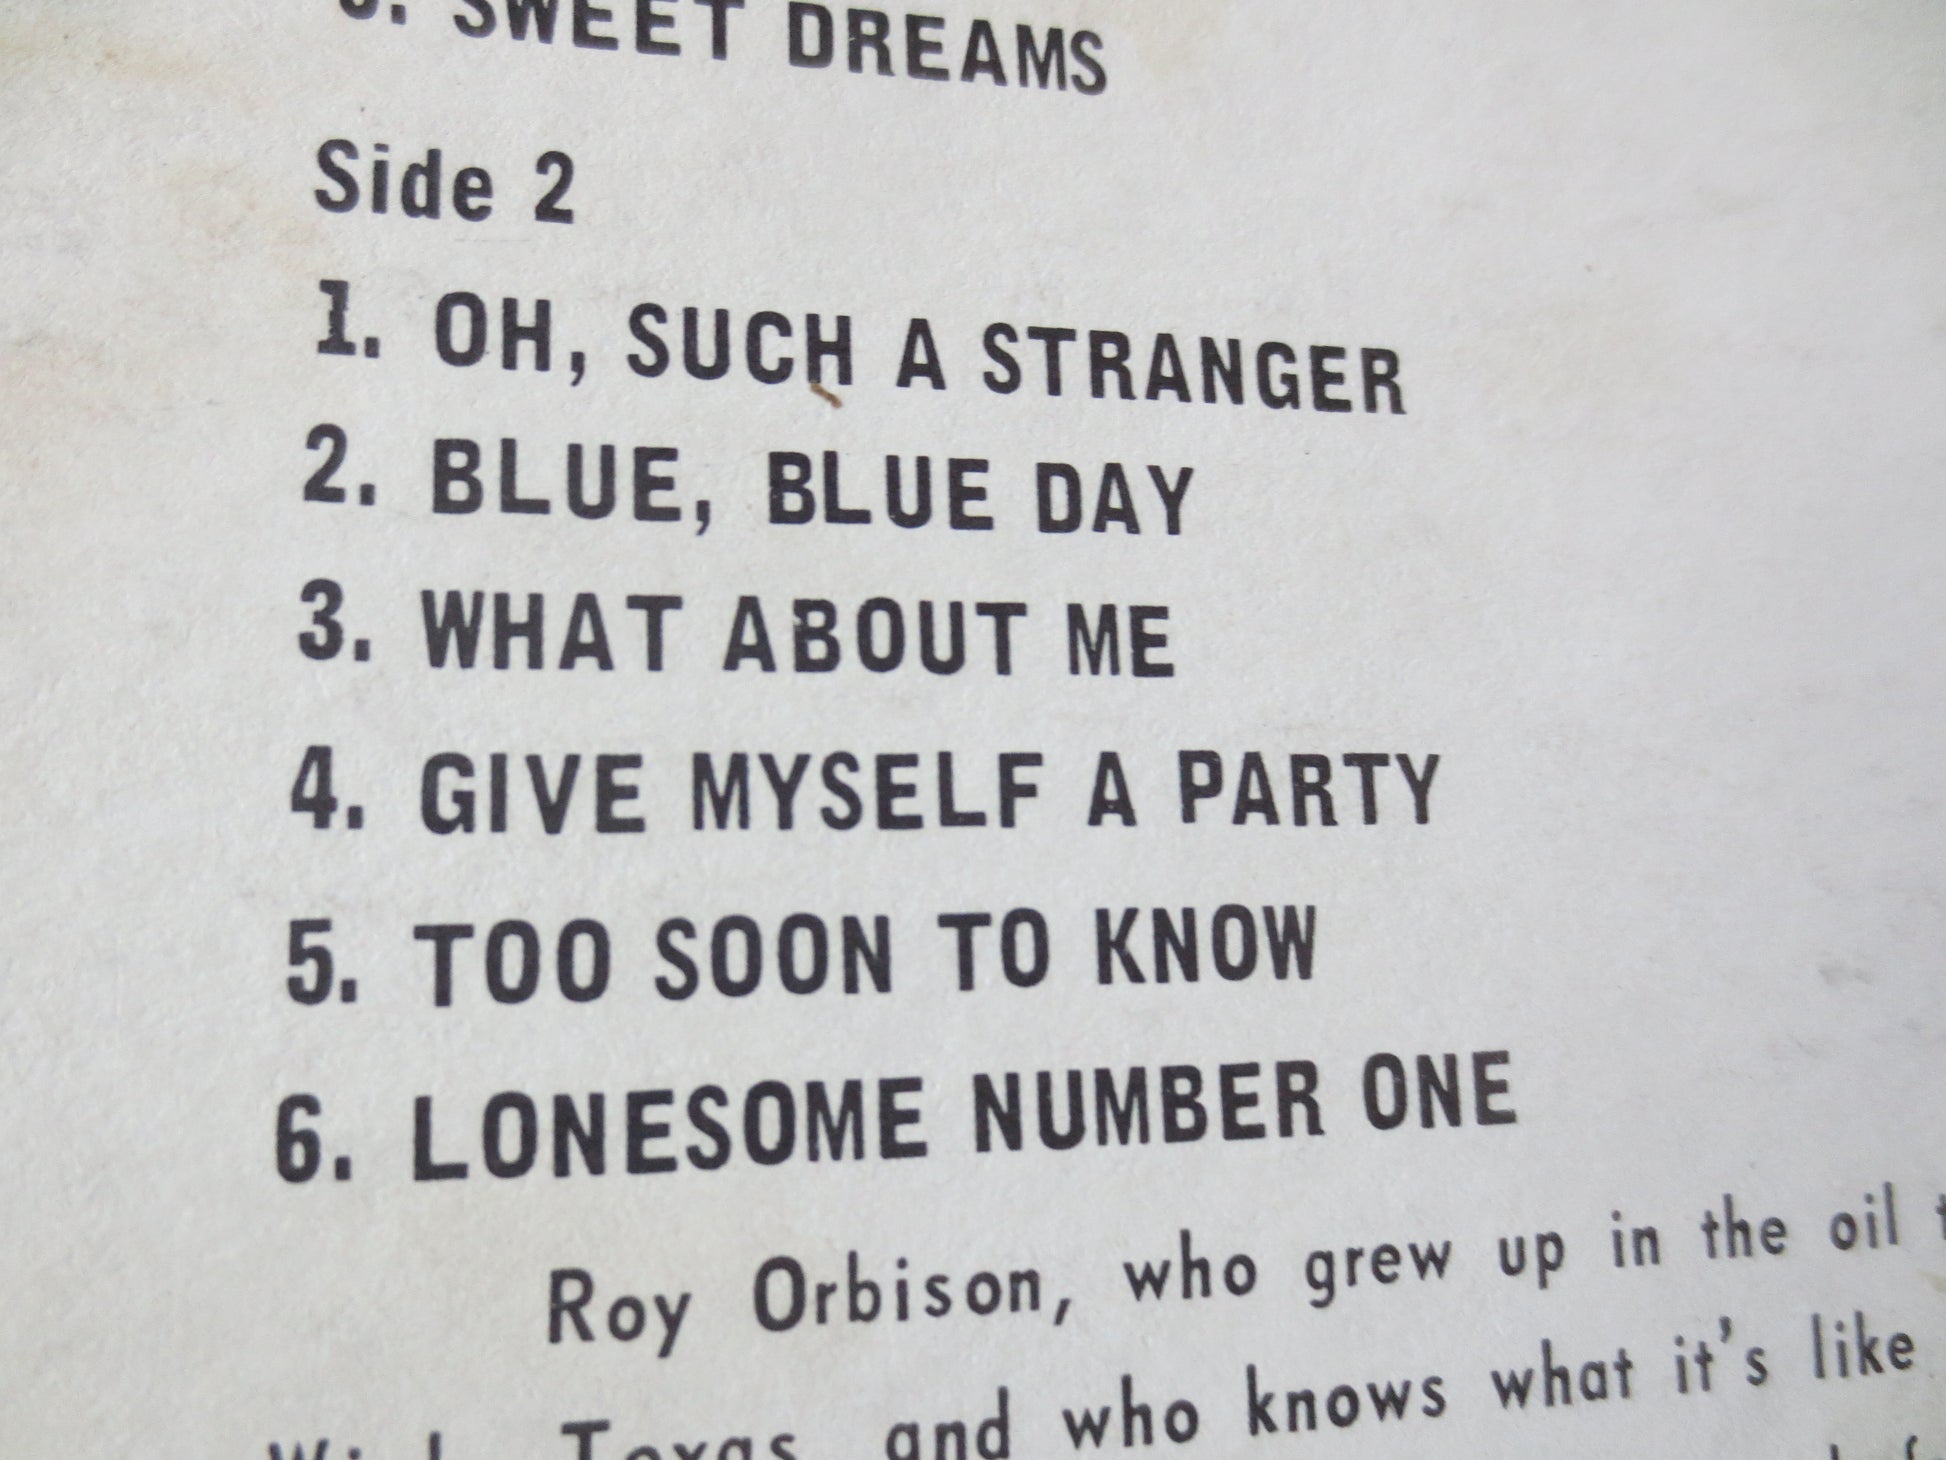 SWEET DREAMS
Side 2
1. OH, SUCH A STRANGER
2. BLUE, BLUE DAY
3. WHAT ABOUT ME
4. GIVE MYSELF A PARTY
5. TOO SOON TO KNOW
6. LONESOME NUMBER ONE
Roy Orbison, who grew up in the oil
Texas, and who knows what it's like